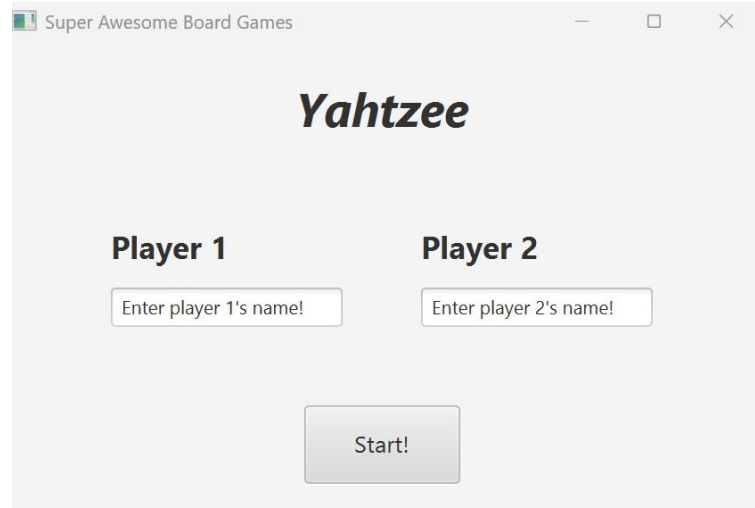 Super Awesome Board Games
Yahtzee
Player 1 Player 2
Enter player 1's name! Enter player 2's name!
Start!